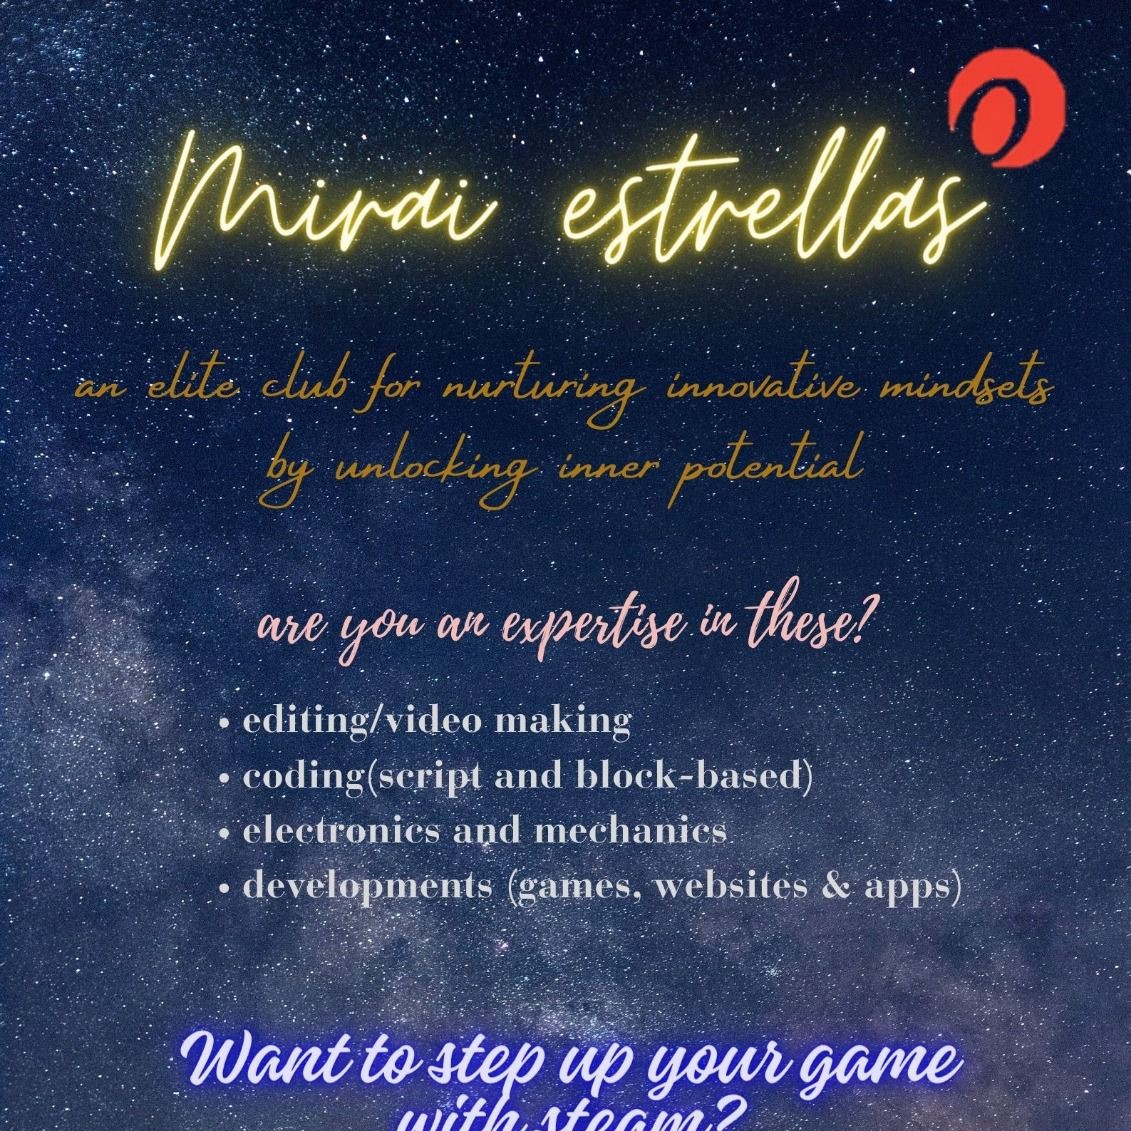 Mirai estrellas
an elite club for nurturing innovative mindsets
by unlocking inner potential
are you an expertise in these?
• editing/video making
• coding(script and block-based)
• electronics and mechanics
• developments (games, websites & apps)
Want to step up your game
with steam?